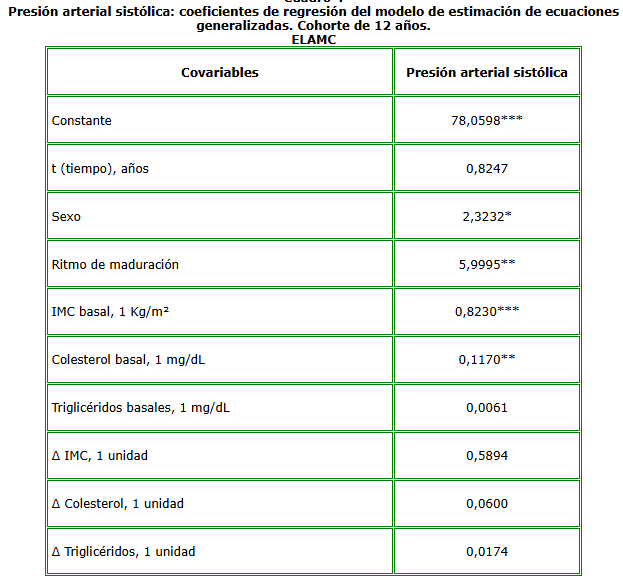 Presión arterial sistólica: coeficientes de regresión del modelo de estimación de ecuaciones
generalizadas. Cohorte de 12 años.
ELAMC
Covariables Presión arterial sistólica
Constante 78,0598***
t (tiempo), años 0,8247
Sexo 2,3232*
Ritmo de maduración 5,9995**
IMC basal, 1 Kg/m² 0,8230***
Colesterol basal, 1 mg/dL 0,1170**
Triglicéridos basales, 1 mg/dL 0,0061
Δ IMC, 1 unidad 0,5894
Δ Colesterol, 1 unidad 0,0600
Δ Triglicéridos, 1 unidad 0,0174